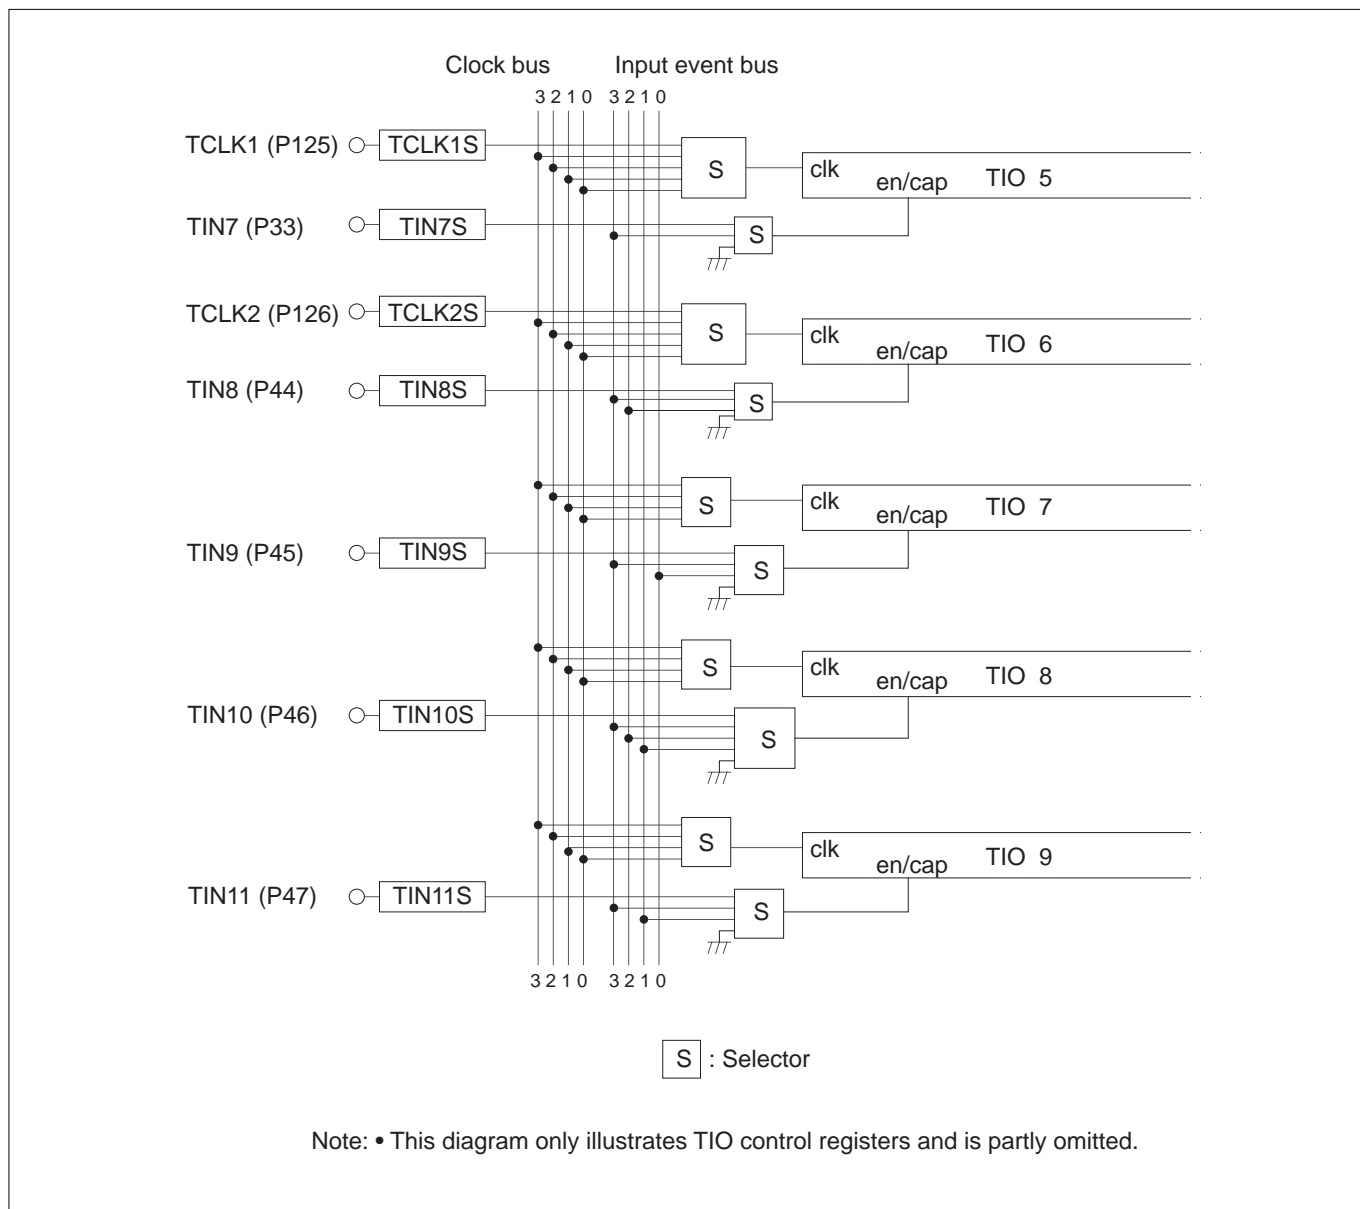 Clock bus Input event bus
3 2 1 0 3 2 1 0
TCLK1 (P125) TCLK1S S clk en/cap TIO 5
TIN7 (P33) TIN7S S
TCLK2 (P126) TCLK2S S clk en/cap TIO 6
TIN8 (P44) TIN8S S
S clk en/cap TIO 7
TIN9 (P45) TIN9S S
S clk en/cap TIO 8
TIN10 (P46) TIN10S S
S clk en/cap TIO 9
TIN11 (P47) TIN11S S
3 2 1 0 3 2 1 0
S : Selector
Note: • This diagram only illustrates TIO control registers and is partly omitted.